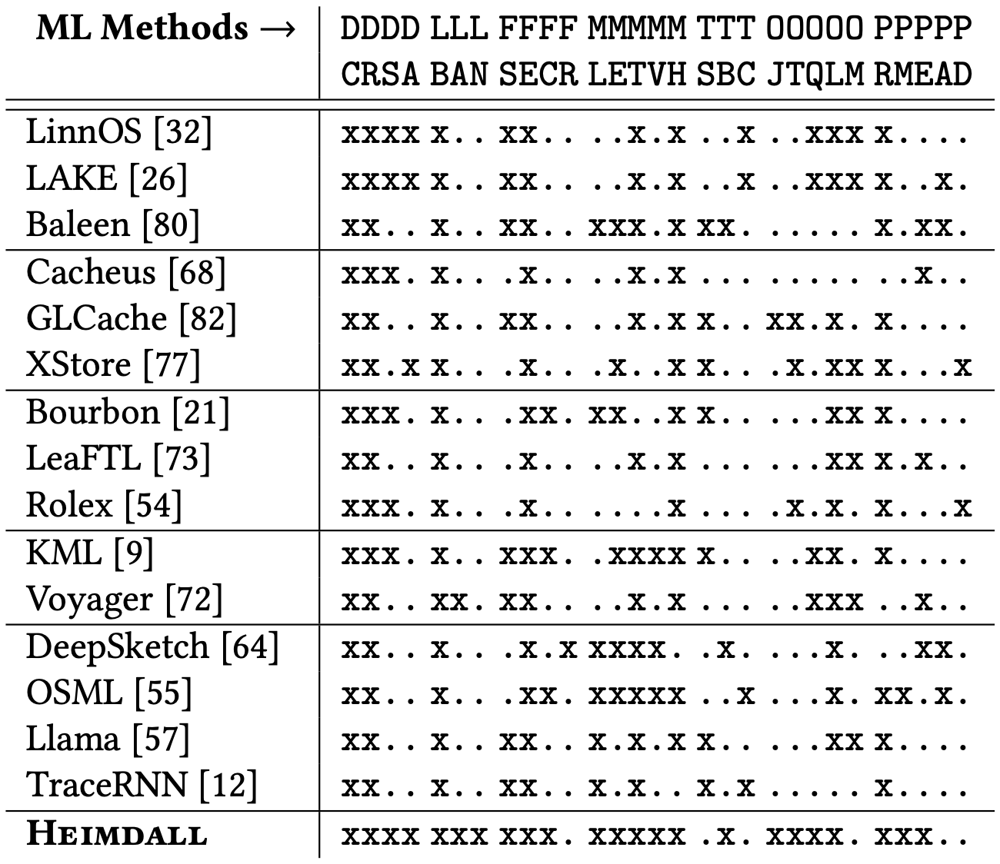 ML Methods → DDDD LLL FFFF MMMMM TTT OOOOO PPPPP
CRSA BAN SECR LETVH SBC JTQLM RMEAD
LinnOS [32] xxxx x.. xx.. ..x.x ..x ..xxx x....
LAKE [26] xxxx x.. xx.. ..x.x ..x ..xxx x..x.
Baleen [80] xx.. x.. xx.. xxx.x xx. ..... x.xx.
Cacheus [68] xxx. x.. .x.. ..x.x ... ..... ..x..
GLCache [82] xx.. x.. xx.. ..x.x x.. xx.x. x....
XStore [77] xx.x x.. .x.. .x..x x.. .x.xx x...x
Bourbon [21] xxx. x.. .xx. xx..x x.. ...xx x....
LeaFTL [73] xx.. x.. .x.. ..x.x ... ...xx x.x..
Rolex [54] xxx. x.. .x.. ....x ... .x.x. x...x
KML [9] xxx. x.. xxx. .xxxx x.. ..xx. x....
Voyager [72] xx.. xx. xx.. ..x.x ... ..xxx ..x..
DeepSketch [64] xx.. x.. .x.x xxxx. .x. ...x. ..xx.
OSML [55] xx.. x.. .xx. xxxxx ..x ...x. xx.x.
Llama [57] xx.. x.. xx.. x.x.x x.. ...xx x....
TraceRNN [12] xx.. x.. xx.. x.x.. x.x ..... x....
HEIMDALL xxxx xxx xxx. xxxxx .x. xxxx. xxx..